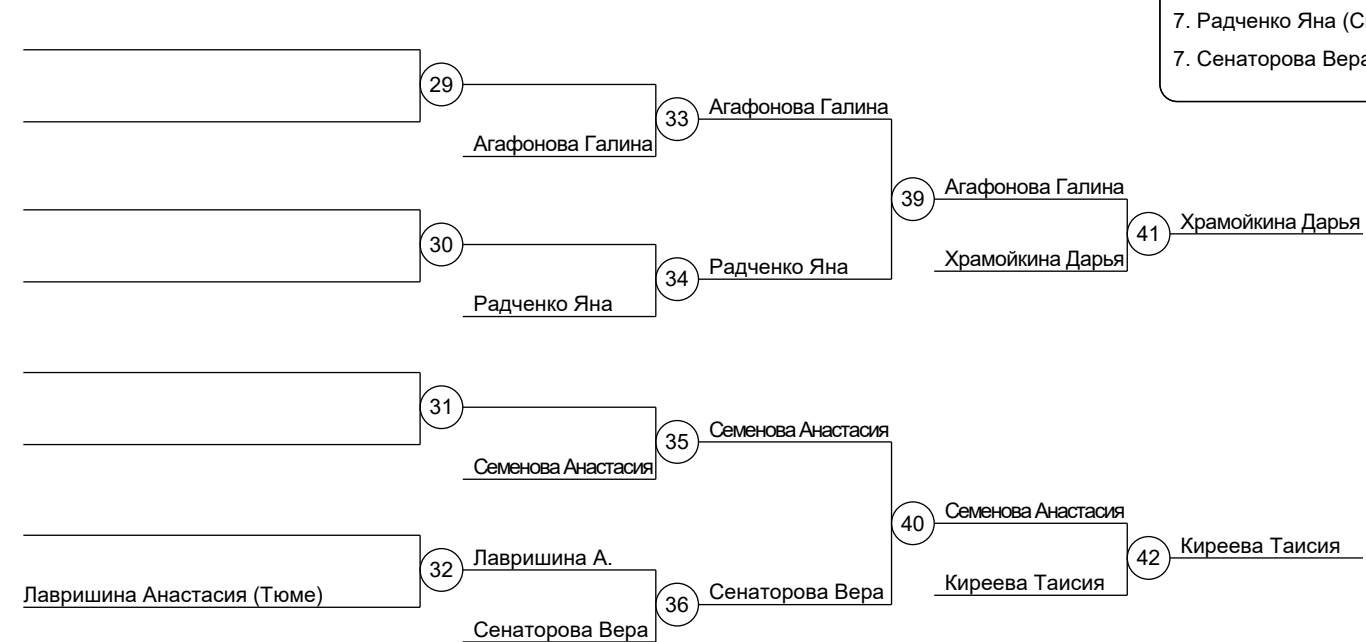 7. Радченко Яна (С
7. Сенаторова Вера
29
33
Агафонова Галина
Агафонова Галина
39
Агафонова Галина
41
Храмойкина Дарья
30
Храмойкина Дарья
34
Радченко Яна
Радченко Яна
31
35
Семенова Анастасия
Семенова Анастасия
40
Семенова Анастасия
42
Киреева Таисия
32
Лавришина А.
Киреева Таисия
Лавришина Анастасия (Тюме)
36
Сенаторова Вера
Сенаторова Вера